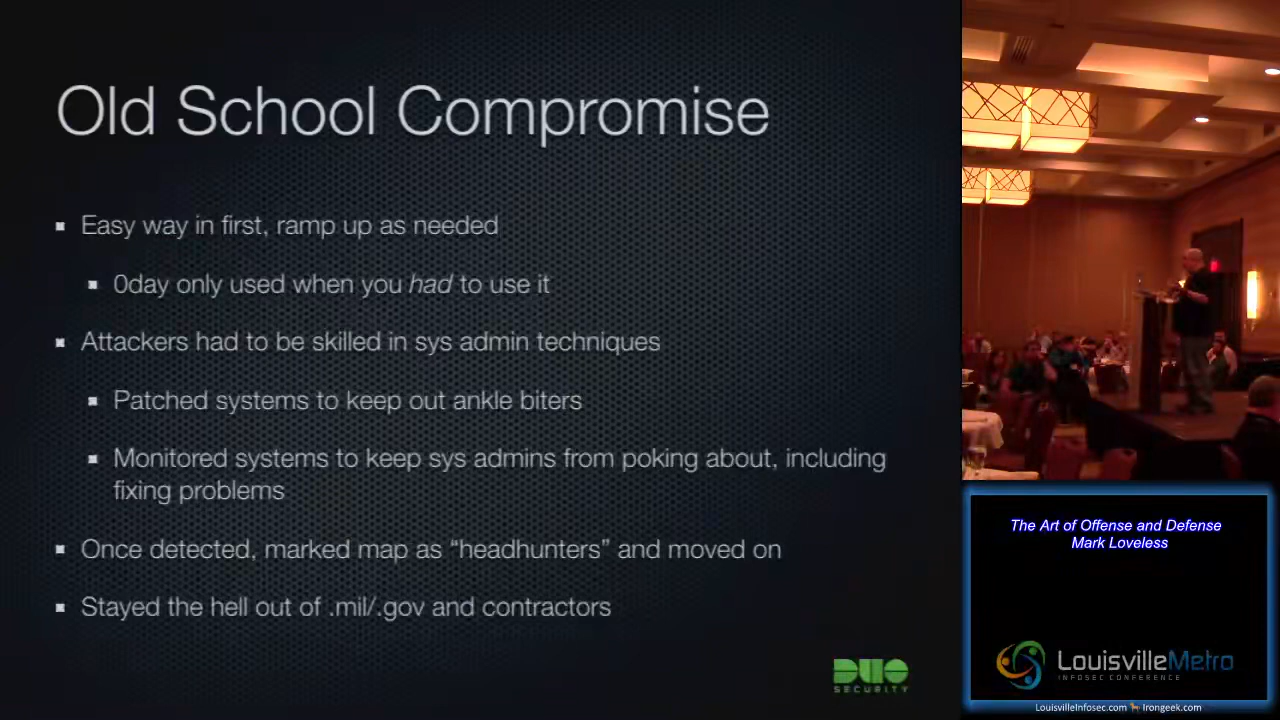 Old School Compromise
Easy way in first, ramp up as needed
0day only used when you had to use it
Attackers had to be skilled in sys admin techniques
Patched systems to keep out ankle biters
Monitored systems to keep sys admins from poking about, including
fixing problems
Once detected, marked map as “headhunters” and moved on
Stayed the hell out of .mil/.gov and contractors
DUO
SECURITY
The Art of Offense and Defense
Mark Loveless
LouisvilleMetro
INFOSEC CONFERENCE
LouisvilleInfosec.com Irongeek.com